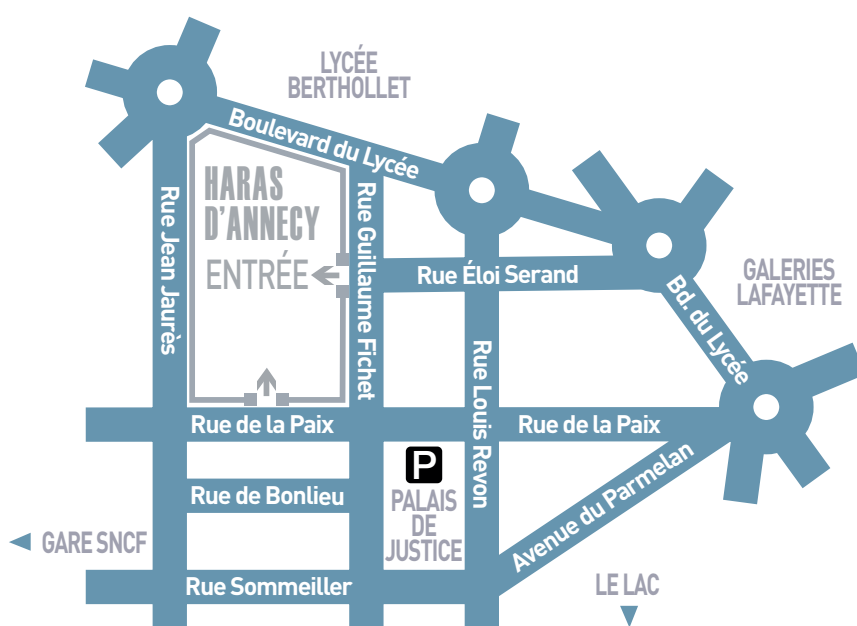 LYCÉE
BERTHOLLET
Boulevard du Lycée
HARAS
D'ANNECY
ENTRÉE
Rue Jean Jaurès
Rue Guillaume Fichet
Rue Éloi Serand
GALERIES
LAFAYETTE
Bd. du Lycée
Rue Louis Revon
Rue de la Paix
Rue de la Paix
P
PALAIS
DE
JUSTICE
Rue de Bonlieu
Avenue du Parmelan
GARE SNCF
Rue Sommeiller
LE LAC